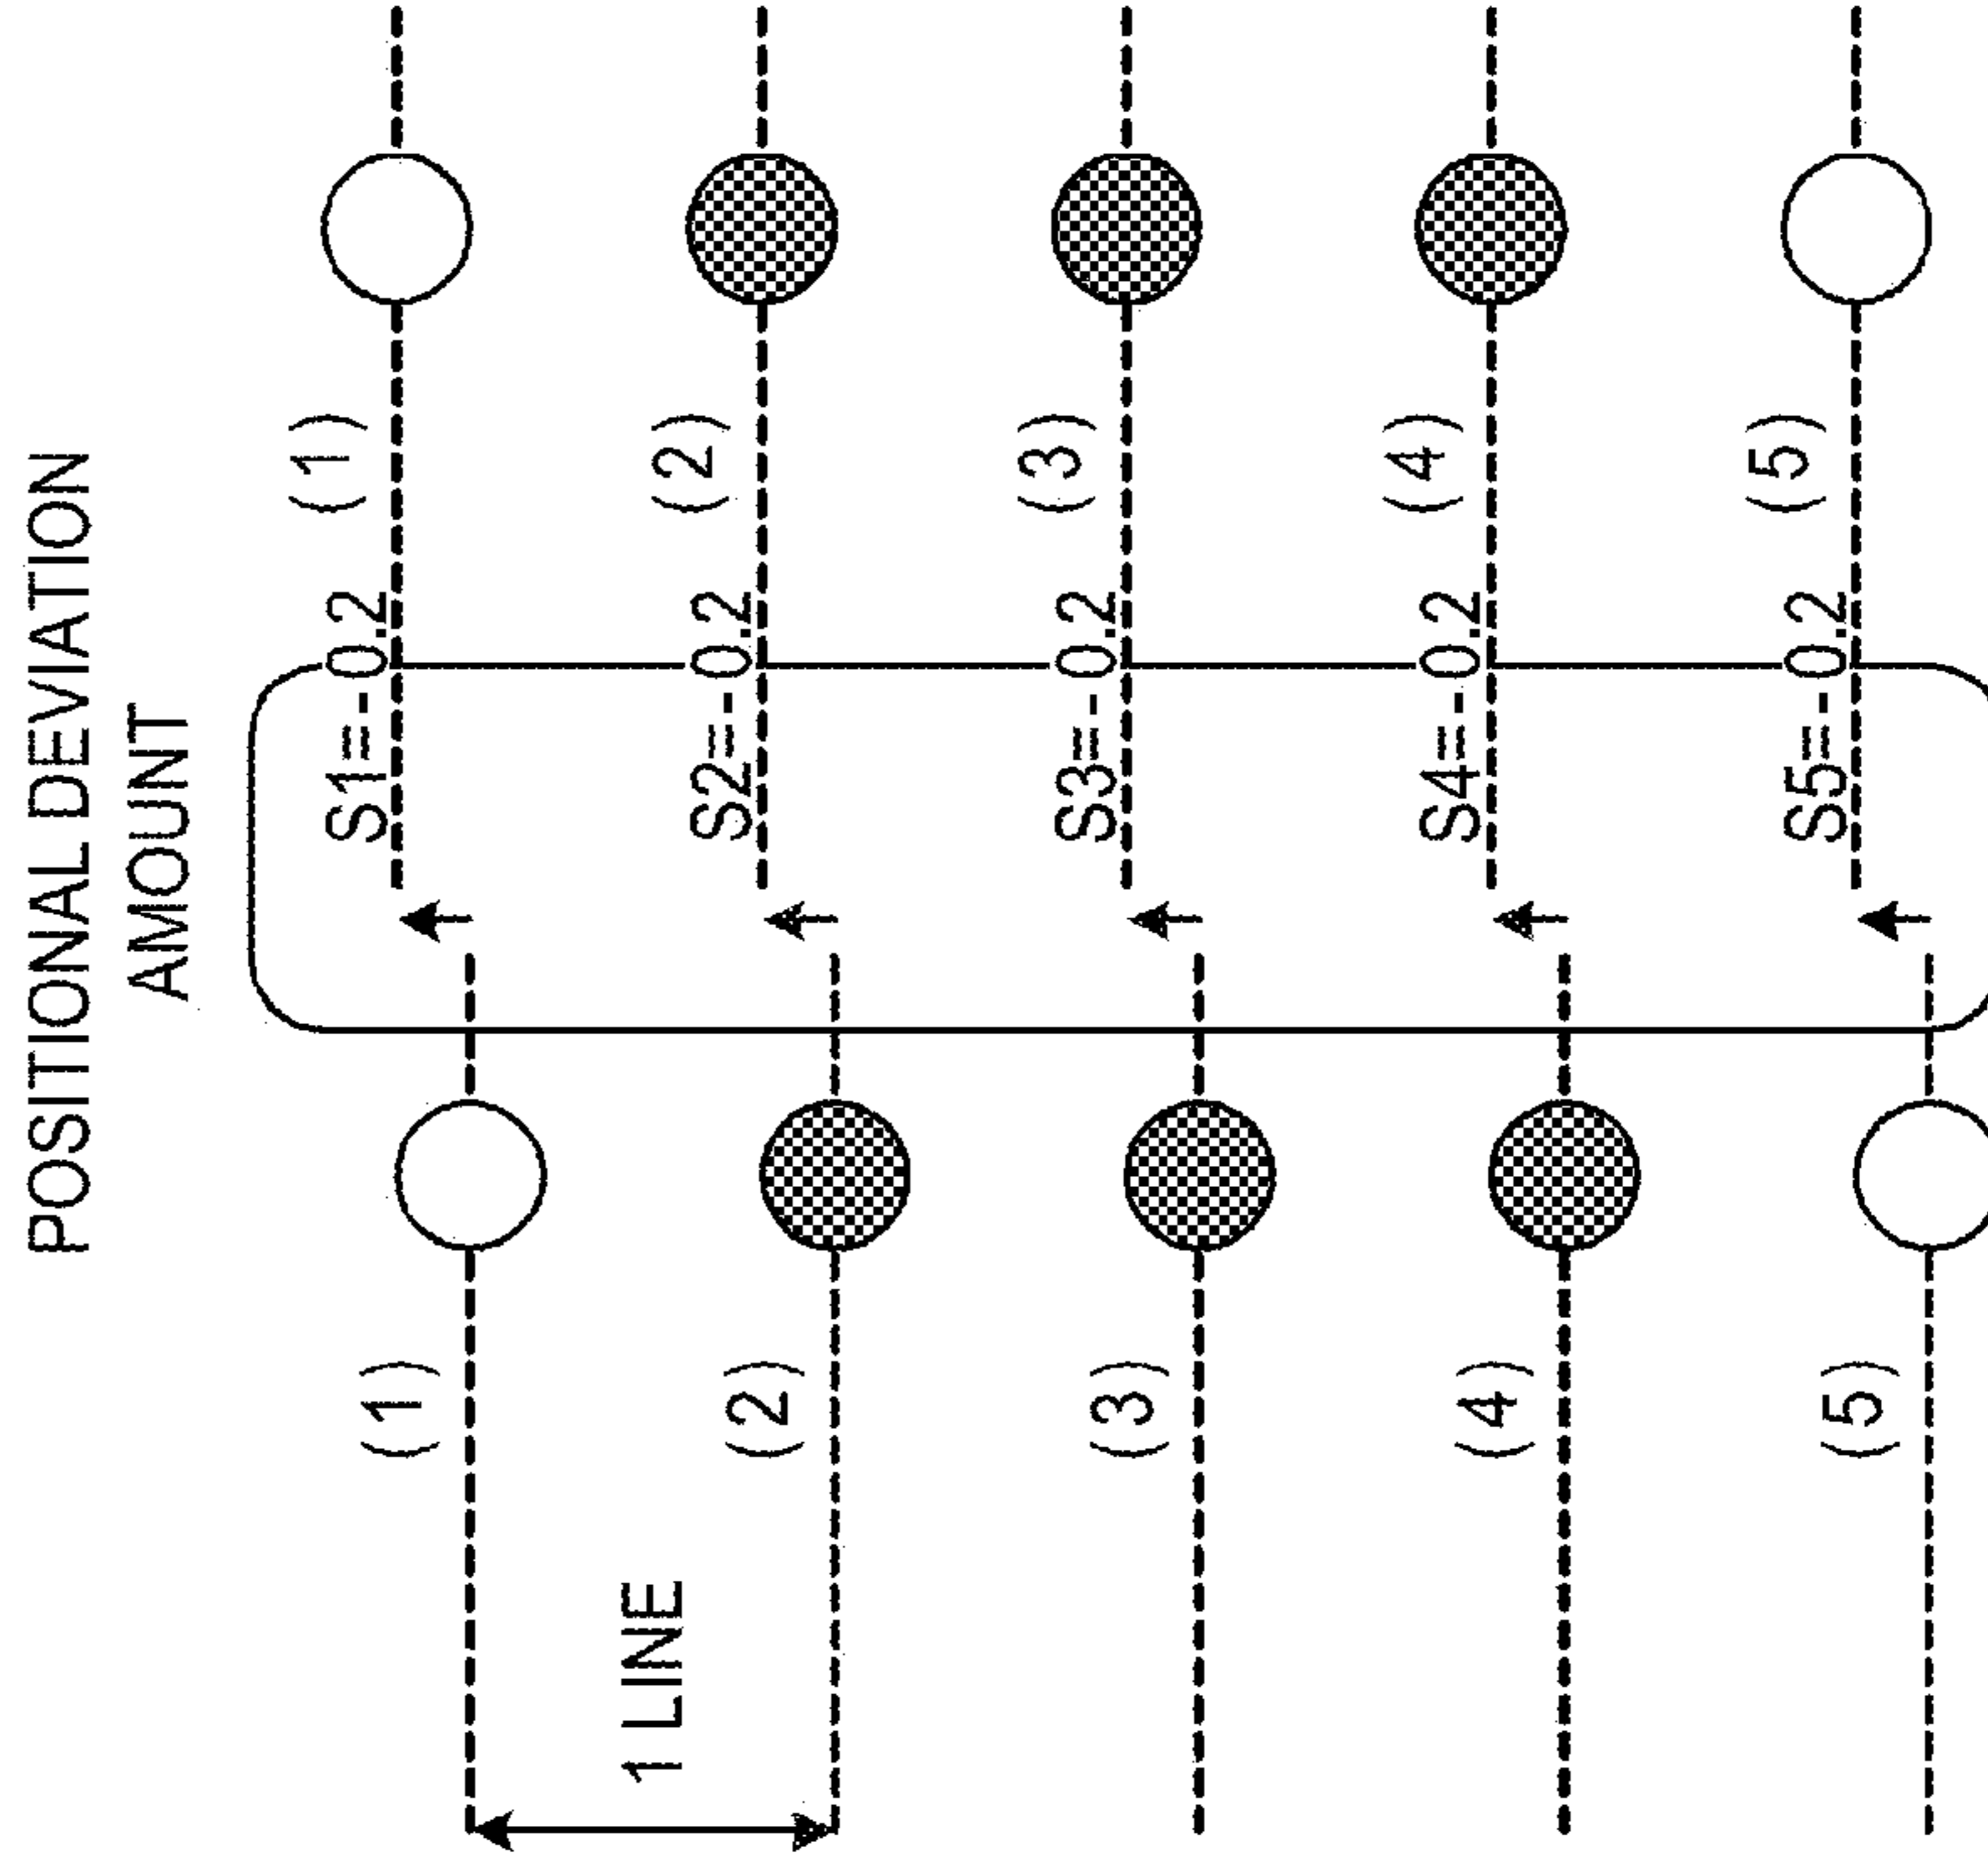 POSITIONAL DEVIATION
AMOUNT
(1)
S1=-0.2
(1)
1 LINE
(2)
S2=-0.2
(2)
(3)
S3=-0.2
(3)
(4)
S4=-0.2
(4)
(5)
S5=-0.2
(5)